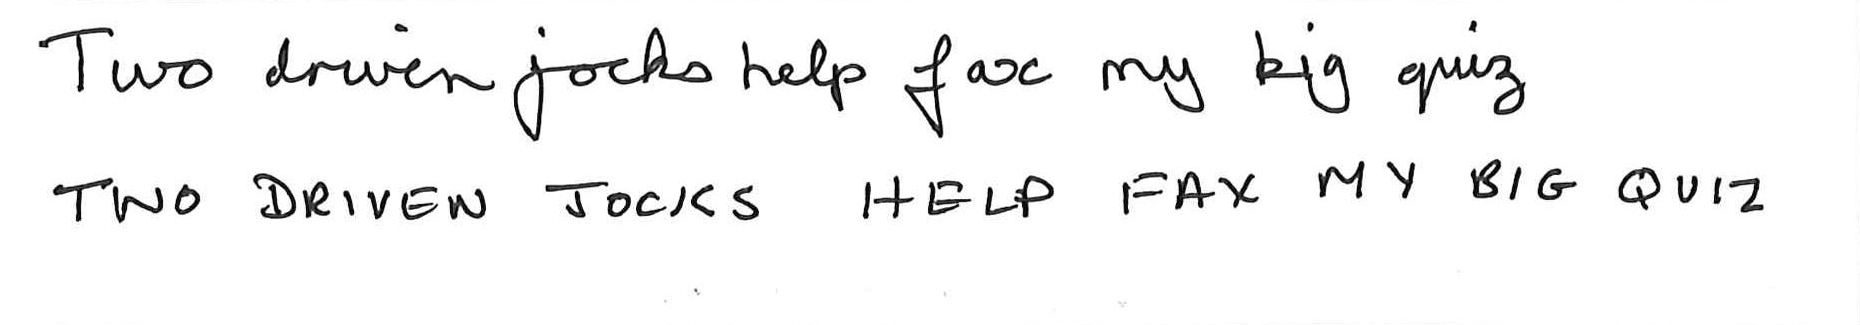 Two driven jocks help fax my big quiz
TWO DRIVEN JOCKS HELP FAX MY BIG QUIZ